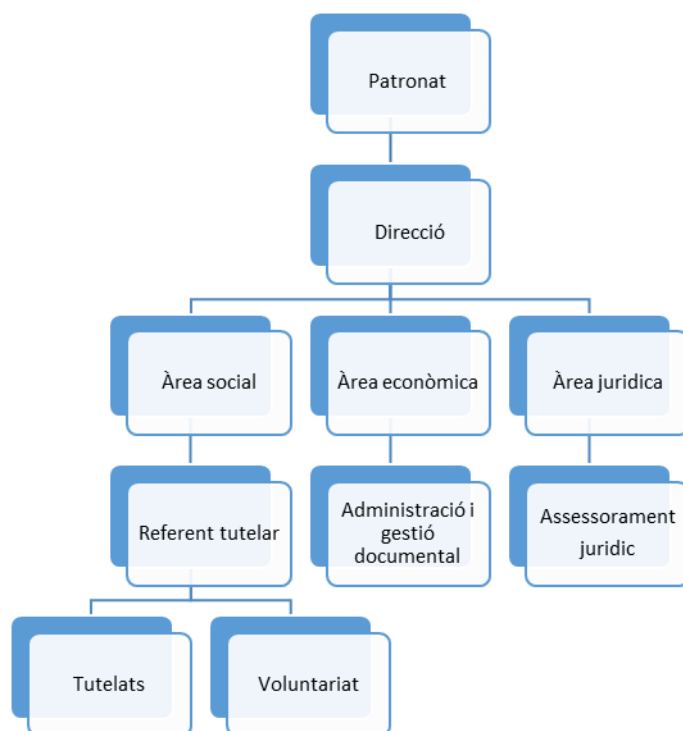 Patronat
Direcció
Àrea social
Àrea econòmica
Àrea juridica
Referent tutelar
Administració i
gestió
documental
Assessorament
juridic
Tutelats
Voluntariat